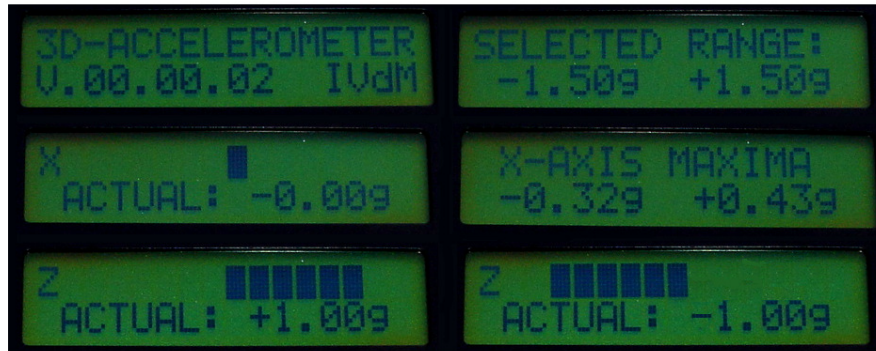 3D-ACCELEROMETER
V.00.00.02 IVdM
SELECTED RANGE:
-1.50g +1.50g
X
ACTUAL: -0.00g
X-AXIS MAXIMA
-0.32g +0.43g
Z
ACTUAL: +1.00g
Z
ACTUAL: -1.00g